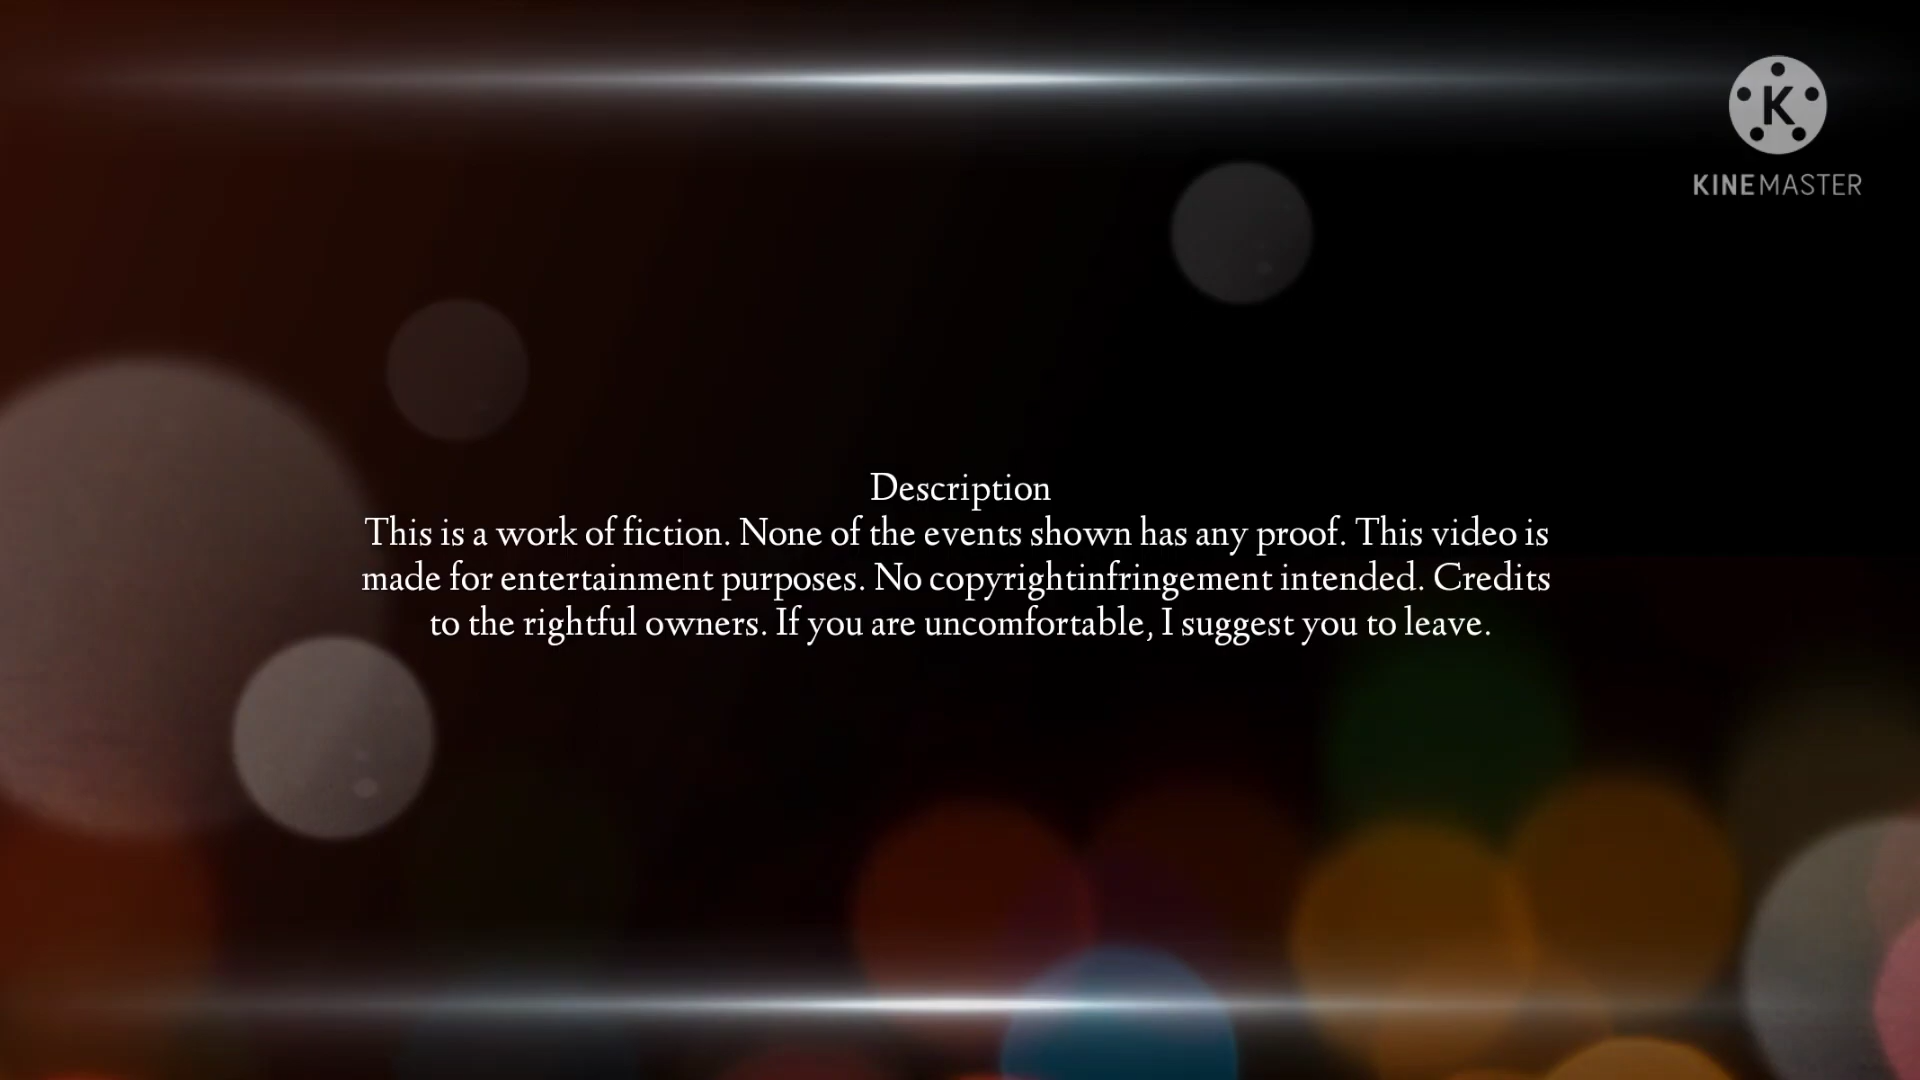 K
KINEMASTER
Description
This is a work of fiction. None of the events shown has any proof. This video is
made for entertainment purposes. No copyrightinfringement intended. Credits
to the rightful owners. If you are uncomfortable, I suggest you to leave.